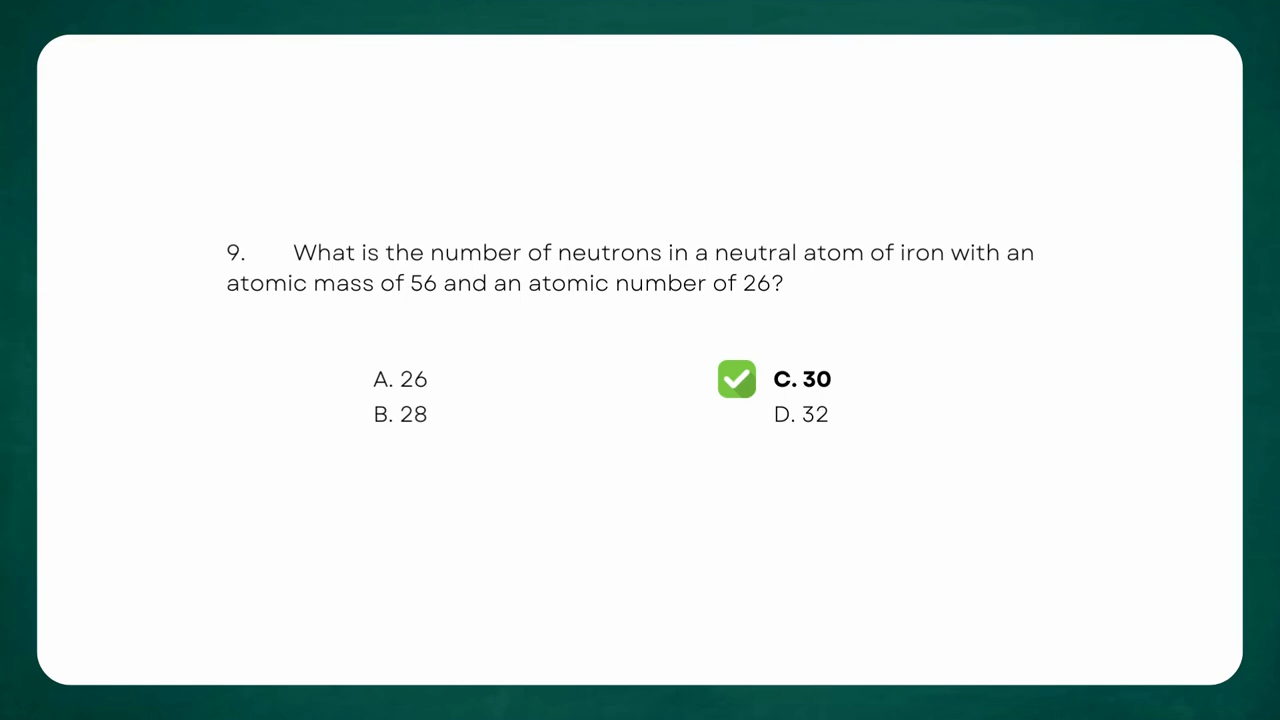 9. What is the number of neutrons in a neutral atom of iron with an
atomic mass of 56 and an atomic number of 26?
A. 26
B. 28
C. 30
D. 32